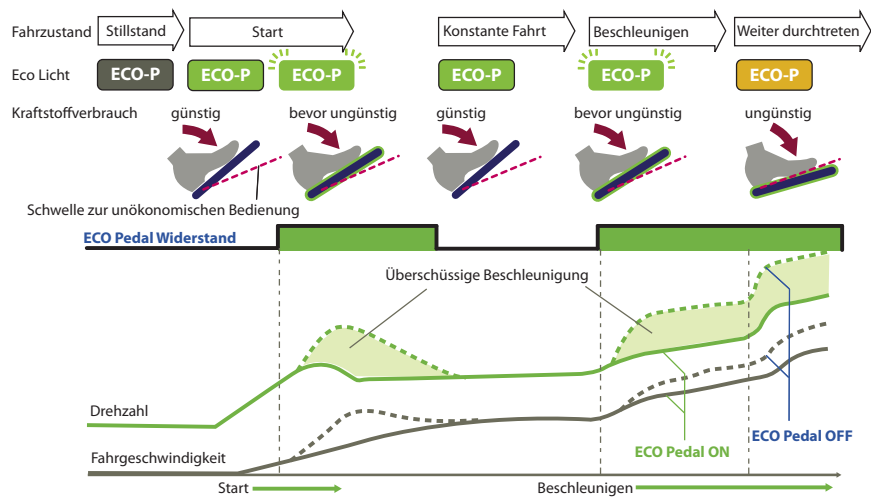 Fahrzustand Stillstand Start Konstante Fahrt Beschleunigen Weiter durchtreten
Eco Licht ECO-P ECO-P ECO-P ECO-P ECO-P ECO-P
Kraftstoffverbrauch günstig bevor ungünstig günstig bevor ungünstig ungünstig
Schwelle zur unökonomischen Bedienung
ECO Pedal Widerstand
Überschüssige Beschleunigung
Drehzahl
ECO Pedal OFF
ECO Pedal ON
Fahrgeschwindigkeit
Start Beschleunigen